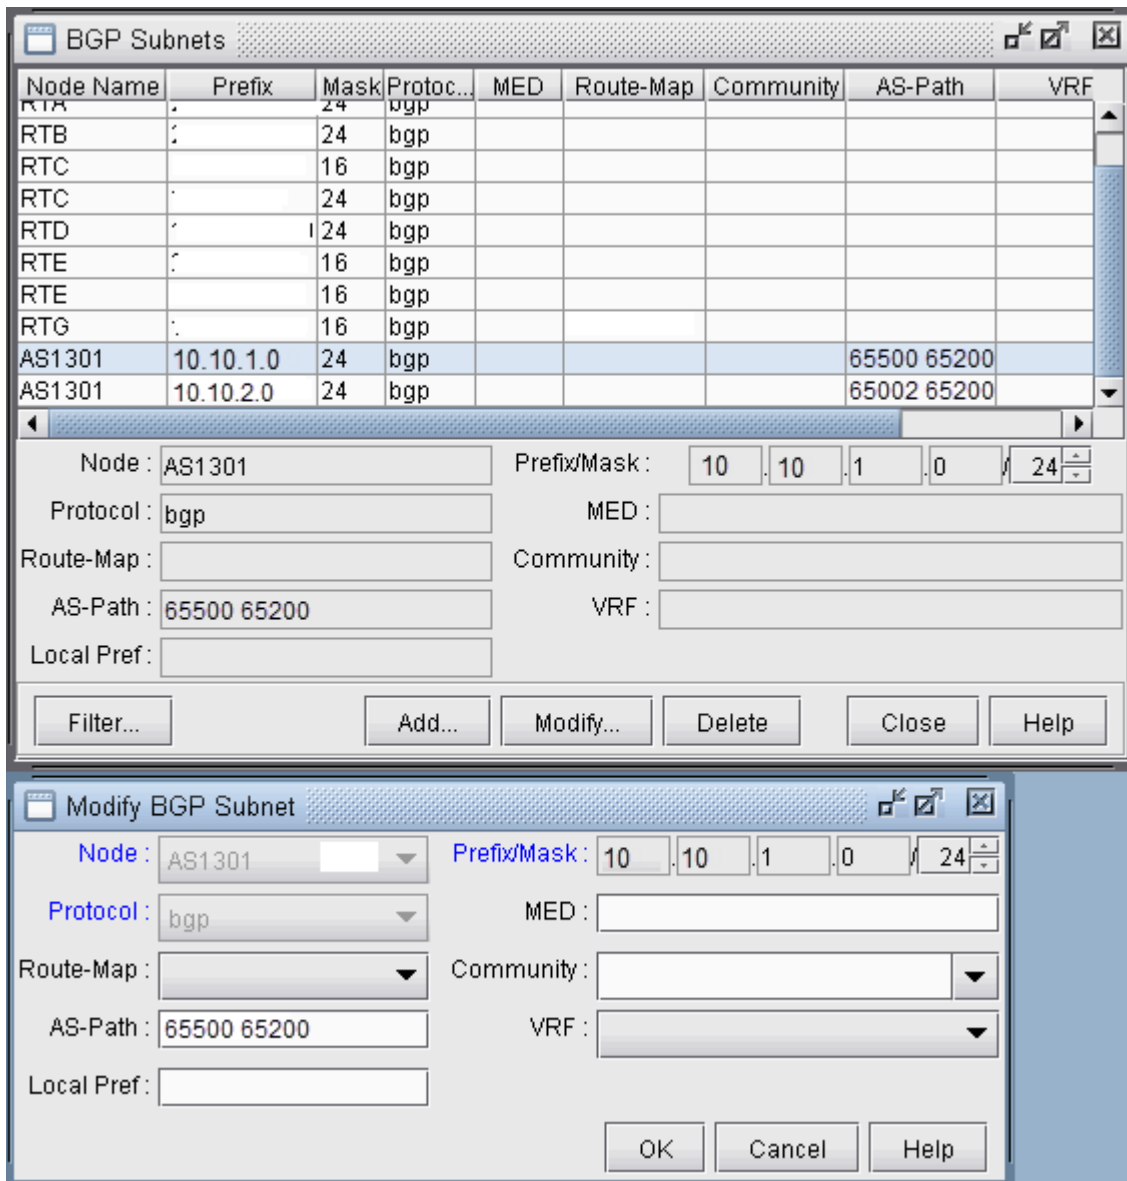 BGP Subnets
Node Name Prefix Mask Protoc... MED Route-Map Community AS-Path VRF
RTA 24 bgp
RTB 24 bgp
RTC 16 bgp
RTC 24 bgp
RTD 24 bgp
RTE 16 bgp
RTE 16 bgp
RTG 16 bgp
AS1301 10.10.1.0 24 bgp 65500 65200
AS1301 10.10.2.0 24 bgp 65002 65200
Node : AS1301 Prefix/Mask : 10 .10 .1 .0 / 24
Protocol : bgp MED :
Route-Map : Community :
AS-Path : 65500 65200 VRF :
Local Pref :
Filter... Add... Modify... Delete Close Help
Modify BGP Subnet
Node : AS1301 Prefix/Mask : 10 .10 .1 .0 / 24
Protocol : bgp MED :
Route-Map : Community :
AS-Path : 65500 65200 VRF :
Local Pref :
OK Cancel Help